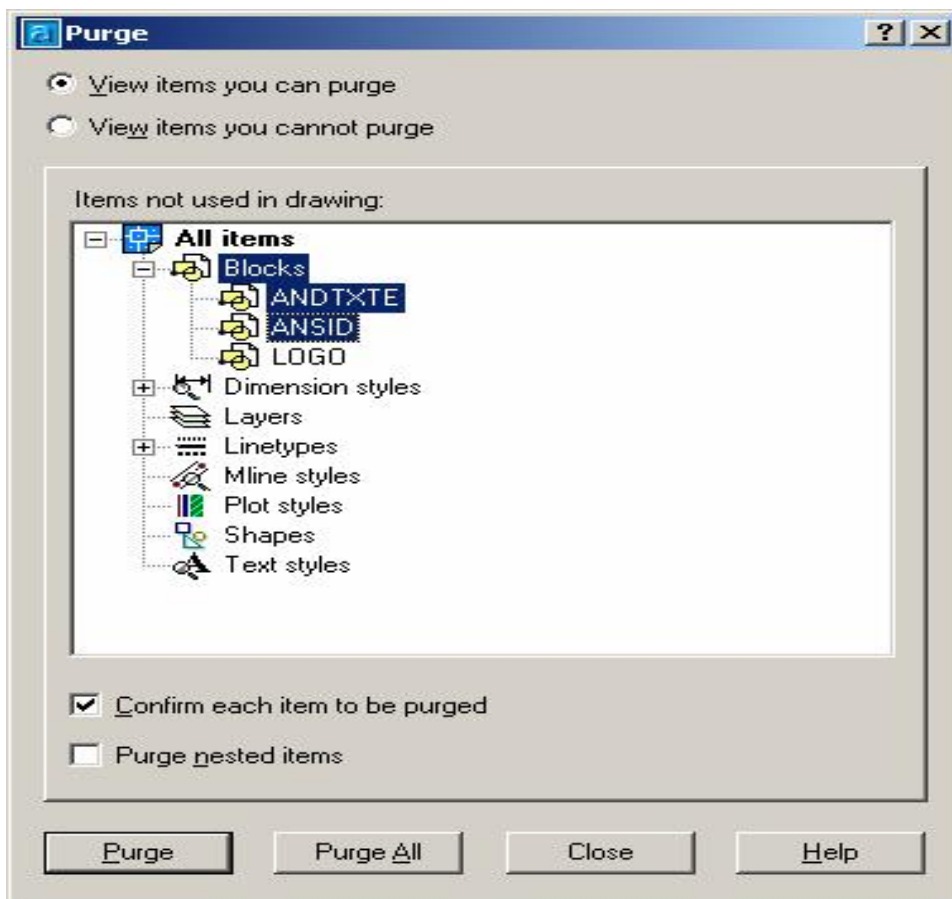 Purge
View items you can purge
View items you cannot purge
Items not used in drawing:
All items
Blocks
ANDTXTE
ANSID
LOGO
Dimension styles
Layers
Linetypes
Mline styles
Plot styles
Shapes
Text styles
Confirm each item to be purged
Purge nested items
Purge Purge All Close Help